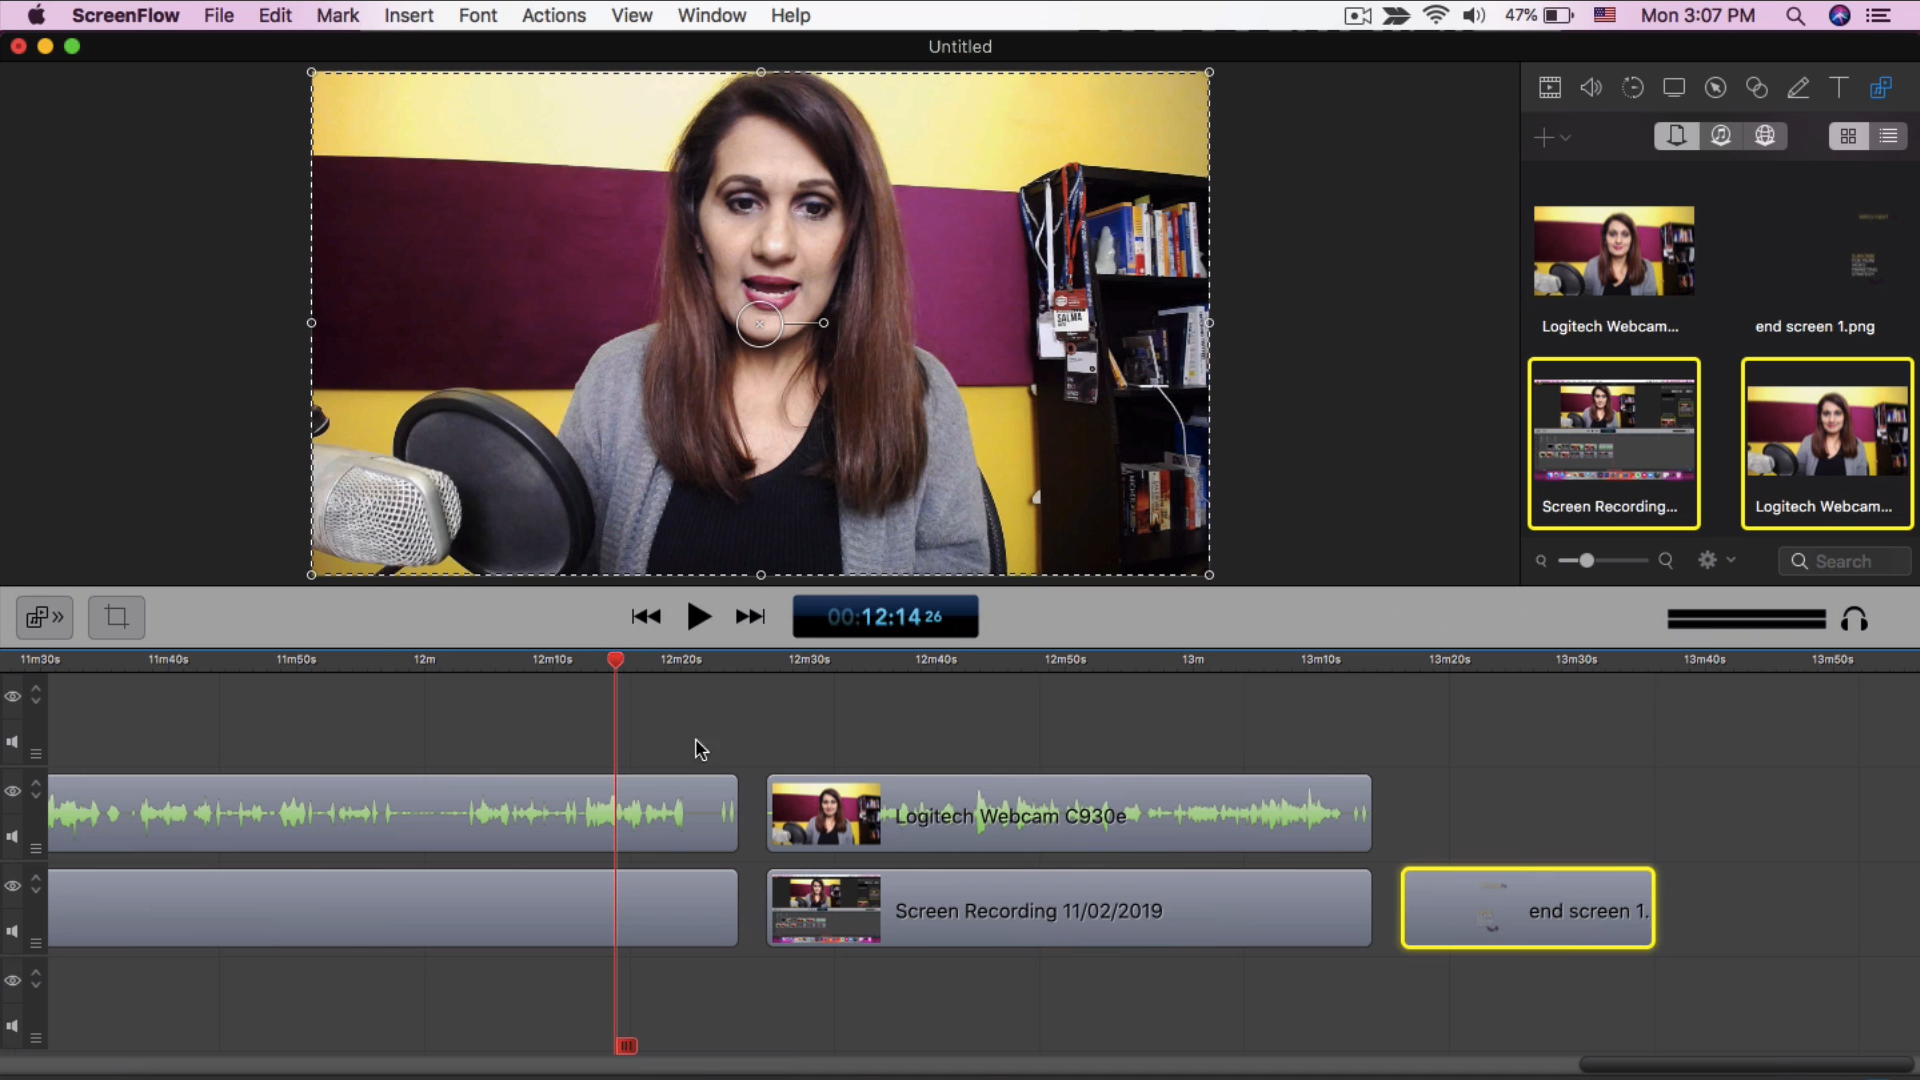 ScreenFlow File Edit Mark Insert Font Actions View Window Help 47% Mon 3:07 PM
Untitled
SALMA
Logitech Webcam... end screen 1.png
Screen Recording... Logitech Webcam...
Search
00:12:14 26
11m30s 11m40s 11m50s 12m 12m10s 12m20s 12m30s 12m40s 12m50s 13m 13m10s 13m20s 13m30s 13m40s 13m50s
Logitech Webcam C930e
Screen Recording 11/02/2019
end screen 1.